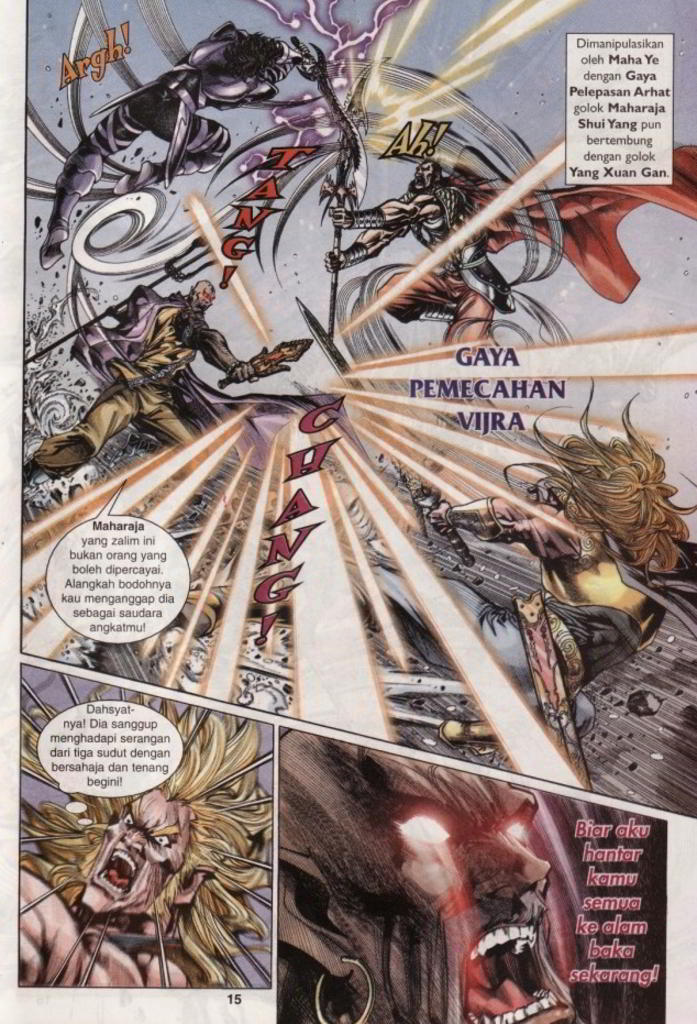 Argh!
Dimanipulasikan
oleh Maha Ye
dengan Gaya
Pelepasan Arhat
golok Maharaja
Shui Yang pun
bertembung
dengan golok
Yang Xuan Gan.
Ah!
TANG!
GAYA
PEMECAHAN
VIJRA
CHANG!
Maharaja
yang zalim ini
bukan orang yang
boleh dipercayai.
Alangkah bodohnya
kau menganggap dia
sebagai saudara
angkatmu!
Dahsyat-
nya! Dia sanggup
menghadapi serangan
dari tiga sudut dengan
bersahaja dan tenang
begini!
Biar aku
hantar
kamu
semua
ke alam
baka
sekarang!
15